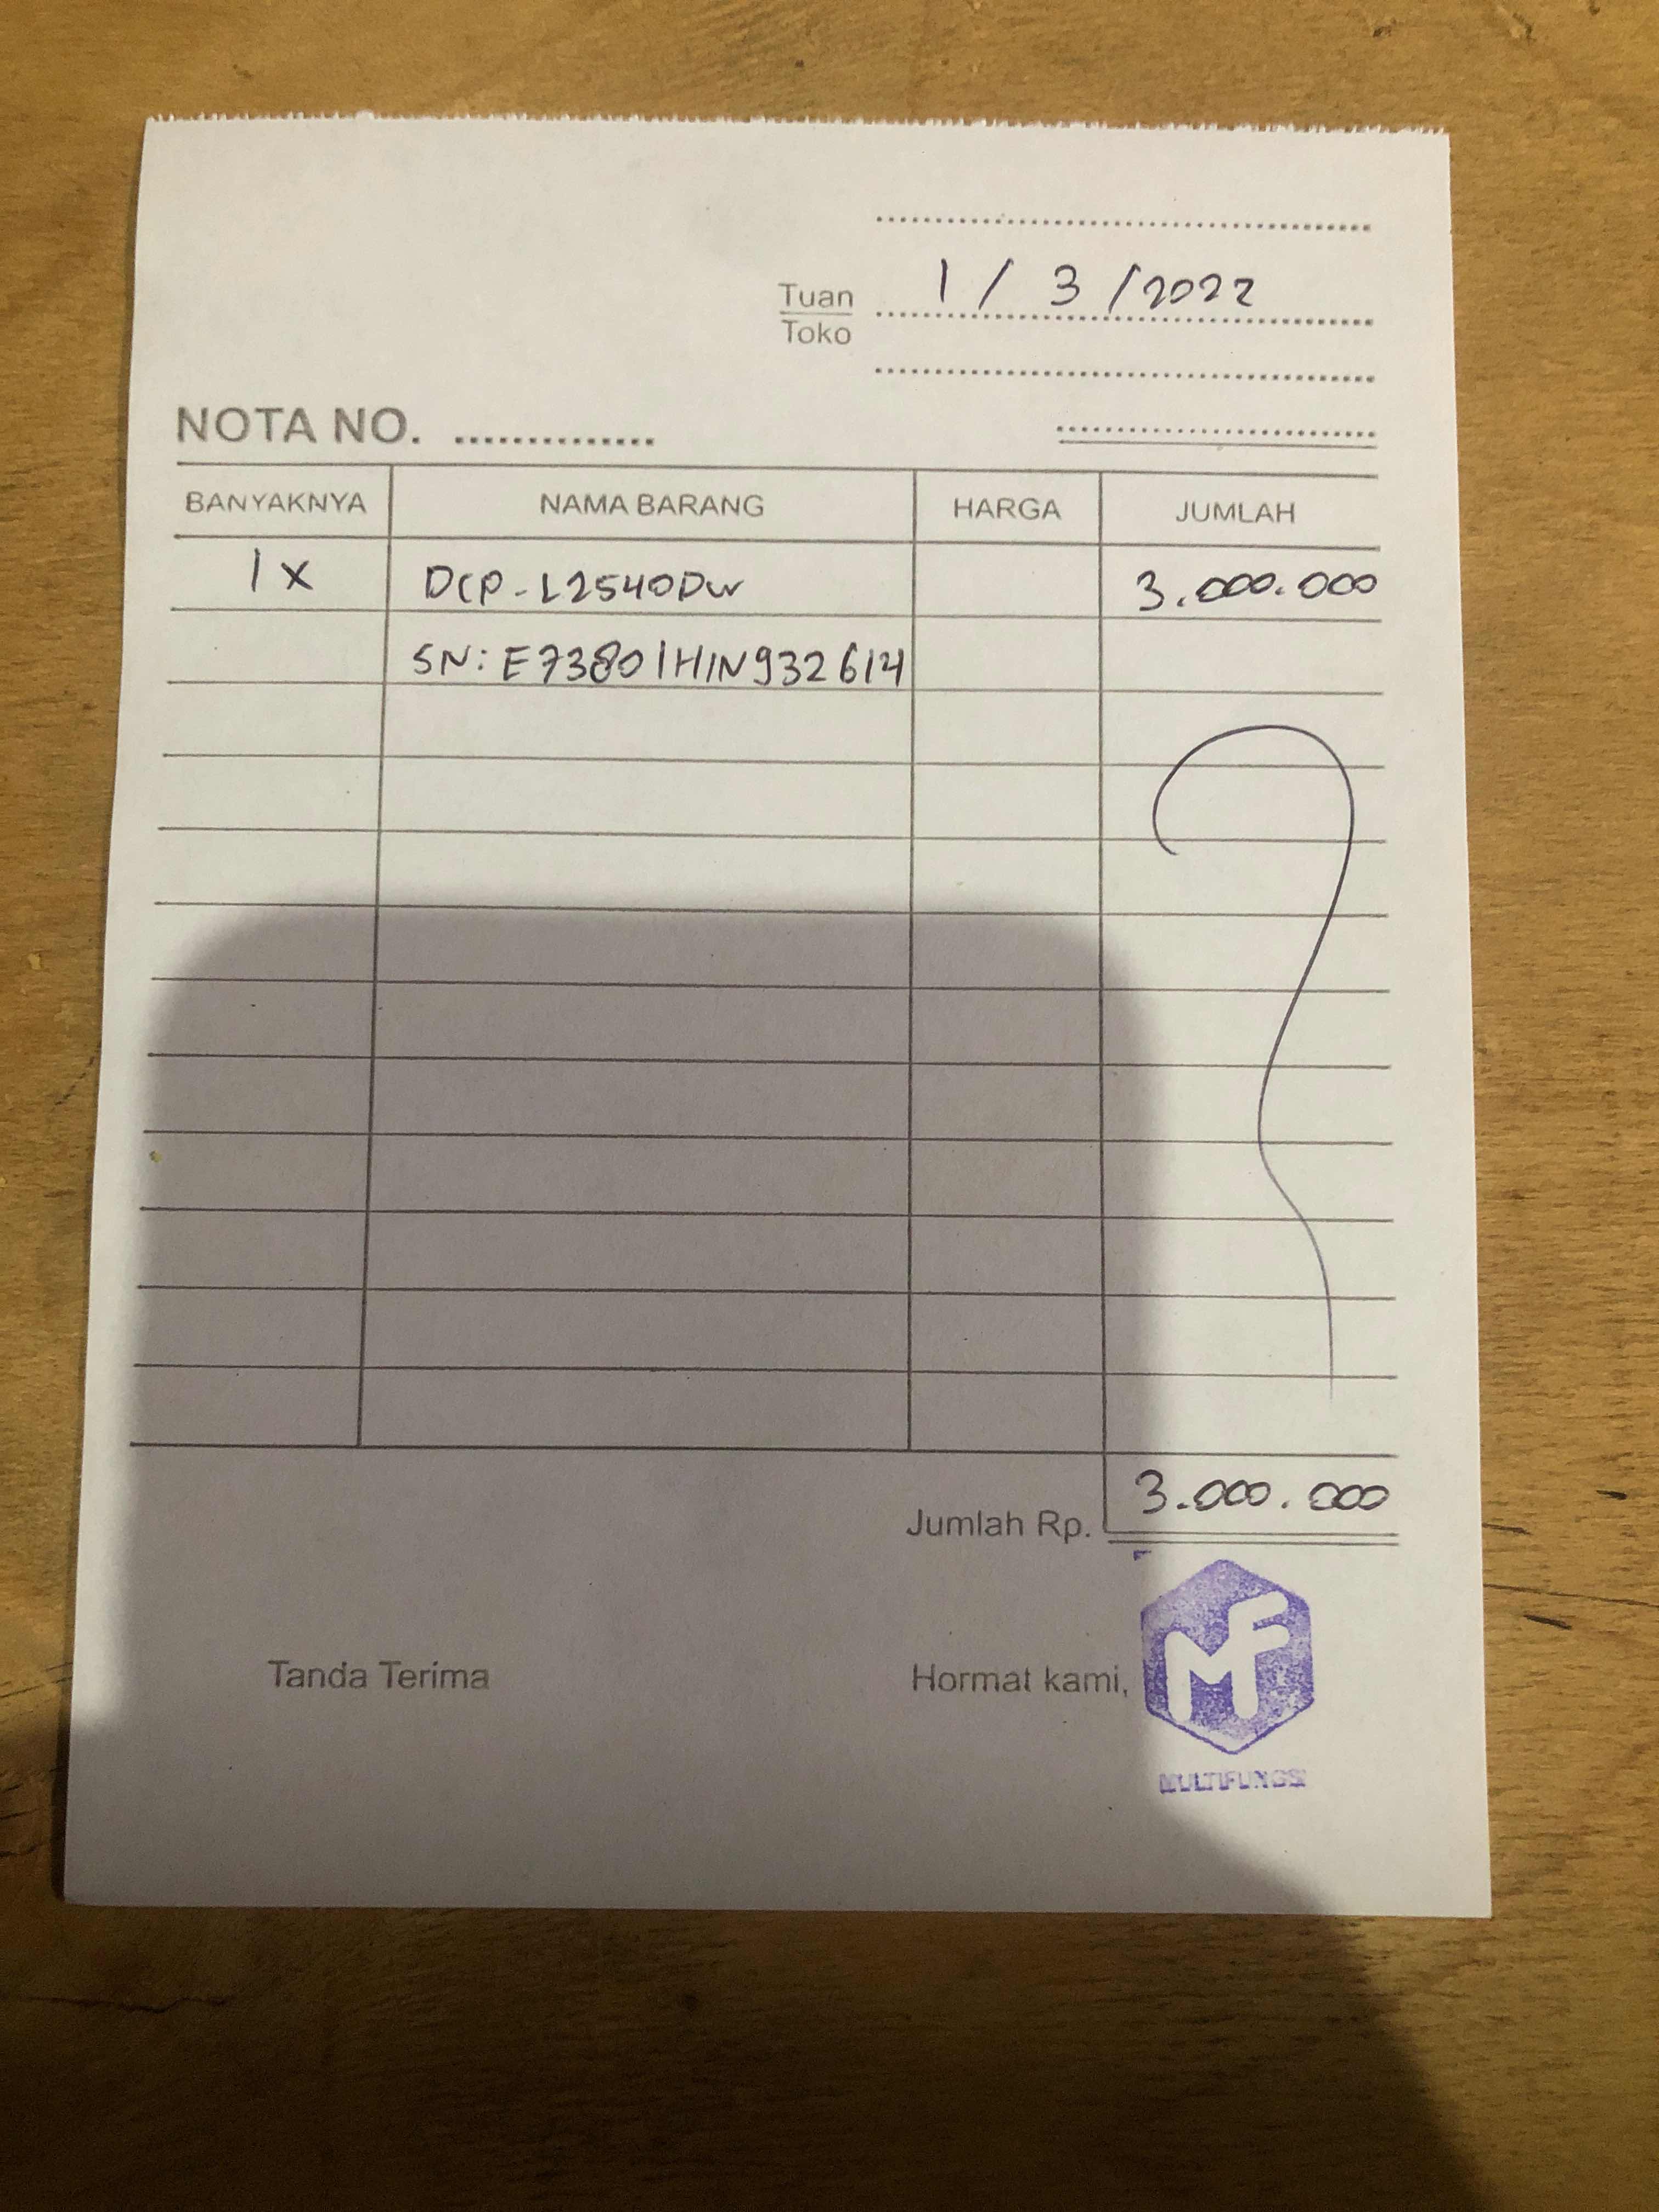 1 / 3 / 2022
Tuan
Toko
NOTA NO. ..............
BANYAKNYA NAMA BARANG HARGA JUMLAH
1 x DCP-L2540DW 3.000.000
SN: E73801H1N932614
Jumlah Rp. 3.000.000
Tanda Terima Hormat kami,
MF
MULTIFUNGSI